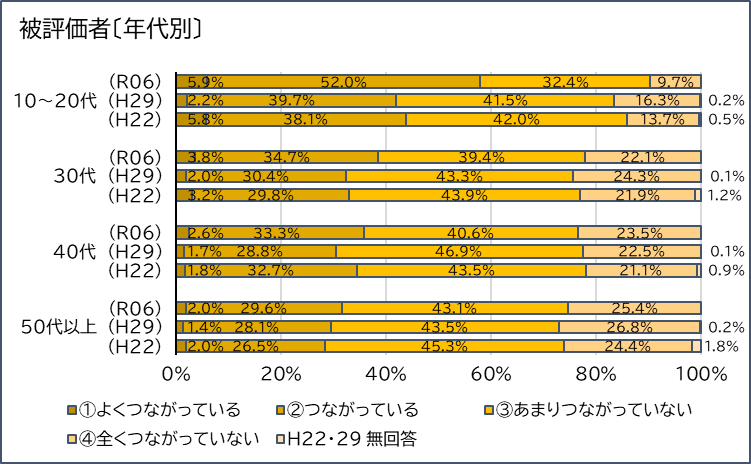 被評価者〔年代別〕
（R06） 5.9% 52.0% 32.4% 9.7%
10～20代 （H29） 2.2% 39.7% 41.5% 16.3% 0.2%
（H22） 5.8% 38.1% 42.0% 13.7% 0.5%
（R06） 3.8% 34.7% 39.4% 22.1%
30代 （H29） 2.0% 30.4% 43.3% 24.3% 0.1%
（H22） 3.2% 29.8% 43.9% 21.9% 1.2%
（R06） 2.6% 33.3% 40.6% 23.5%
40代 （H29） 1.7% 28.8% 46.9% 22.5% 0.1%
（H22） 1.8% 32.7% 43.5% 21.1% 0.9%
（R06） 2.0% 29.6% 43.1% 25.4%
50代以上 （H29） 1.4% 28.1% 43.5% 26.8% 0.2%
（H22） 2.0% 26.5% 45.3% 24.4% 1.8%
0% 20% 40% 60% 80% 100%
①よくつながっている ②つながっている ③あまりつながっていない
④全くつながっていない H22・29 無回答